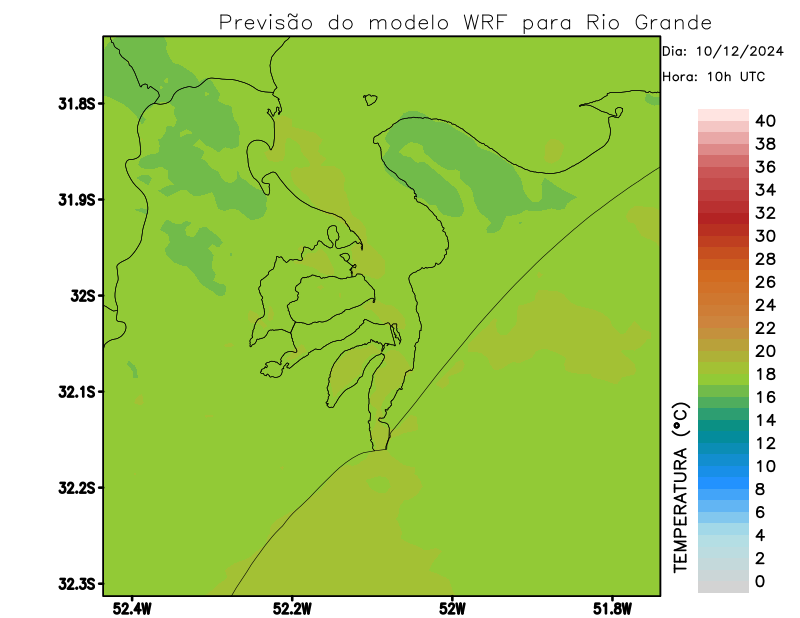 Previsão do modelo WRF para Rio Grande
Dia: 10/12/2024
Hora: 10h UTC
31.8S
31.9S
32S
32.1S
32.2S
32.3S
52.4W
52.2W
52W
51.8W
TEMPERATURA (°C)
40
38
36
34
32
30
28
26
24
22
20
18
16
14
12
10
8
6
4
2
0